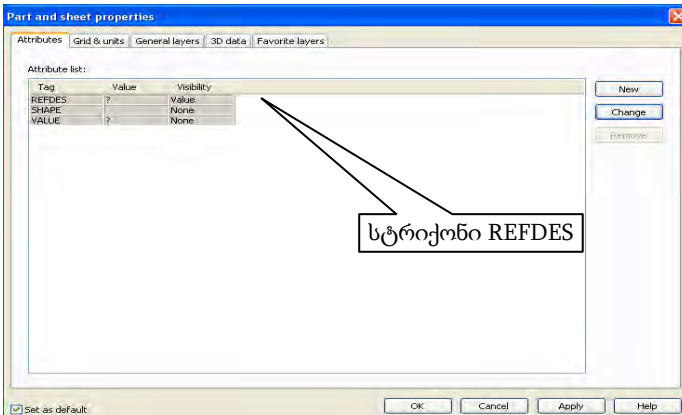 Part and sheet properties
Attributes Grid & units General layers 3D data Favorite layers
Attribute list:
Tag Value Visibility
REFDES ? Value
SHAPE None
VALUE ? None
New
Change
Remove
სტრიქონი REFDES
Set as default
OK Cancel Apply Help